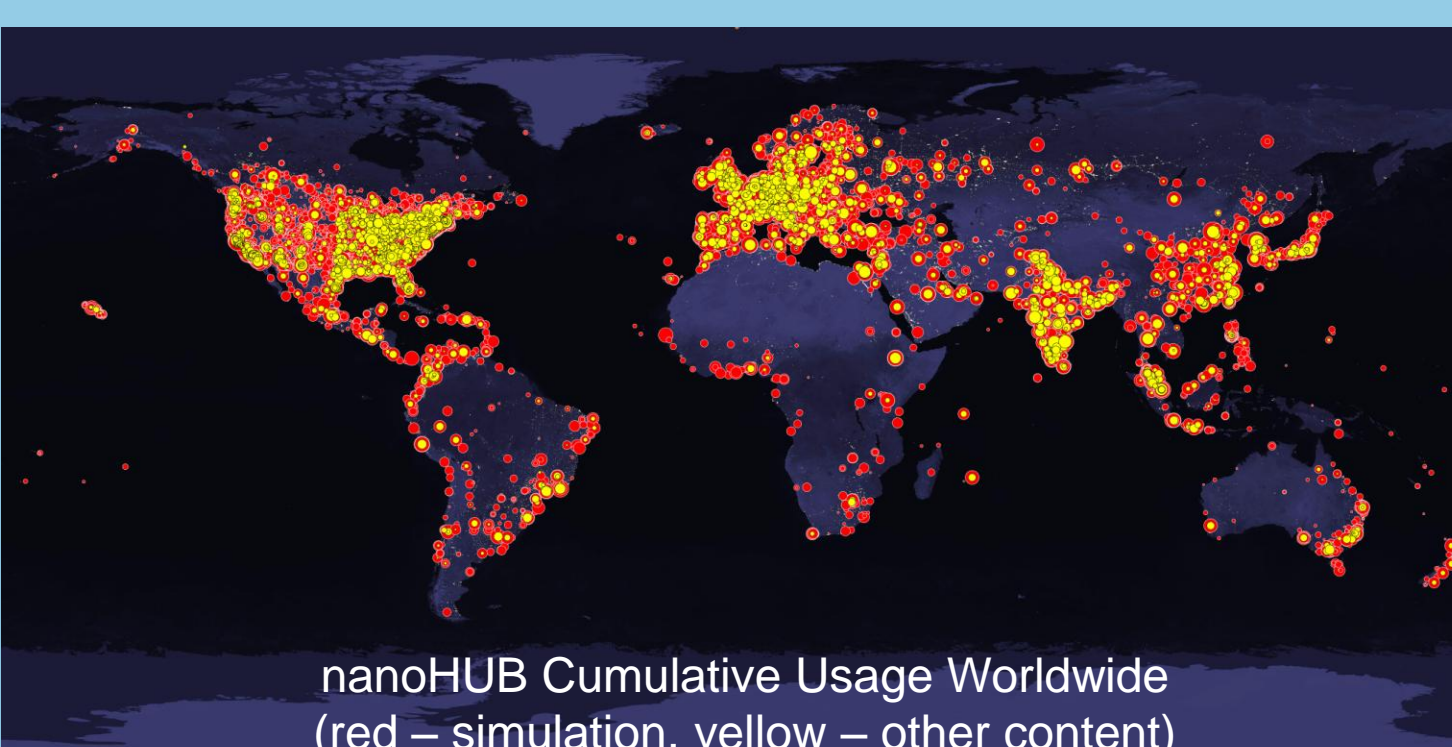 nanoHUB Cumulative Usage Worldwide
(red – simulation, yellow – other content)